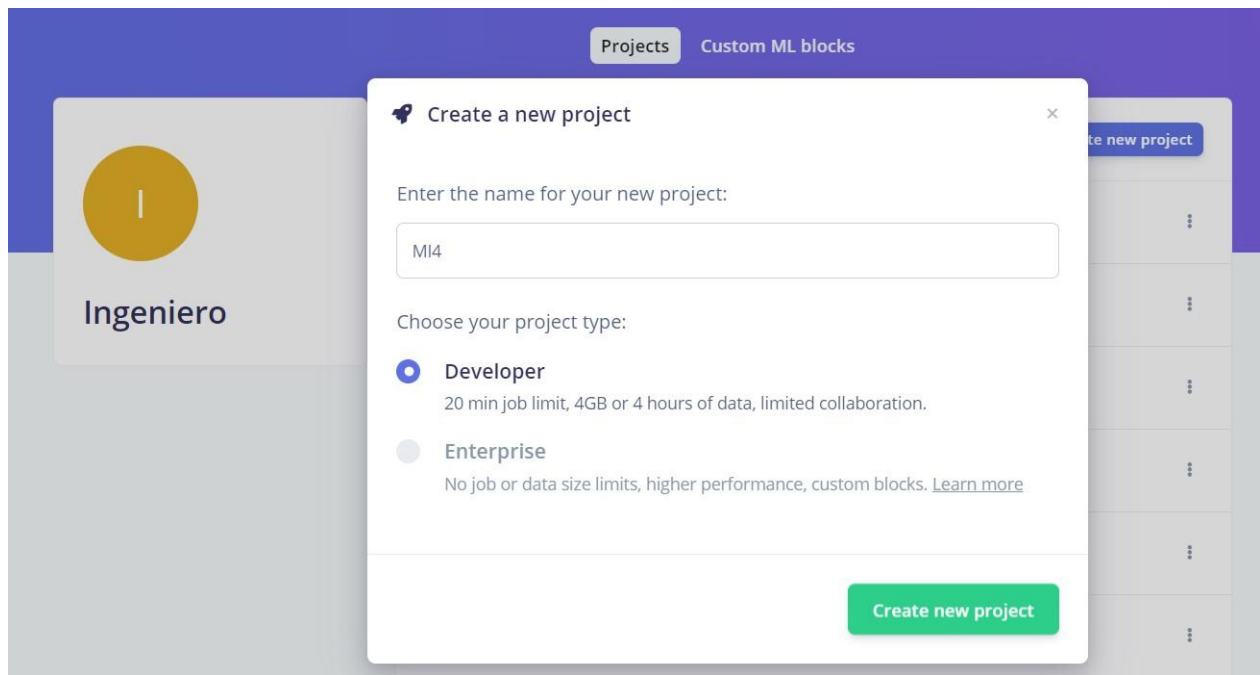 Projects
Custom ML blocks
Create a new project
×
te new project
I
Ingeniero
Enter the name for your new project:
MI4
Choose your project type:
Developer
20 min job limit, 4GB or 4 hours of data, limited collaboration.
Enterprise
No job or data size limits, higher performance, custom blocks. Learn more
Create new project